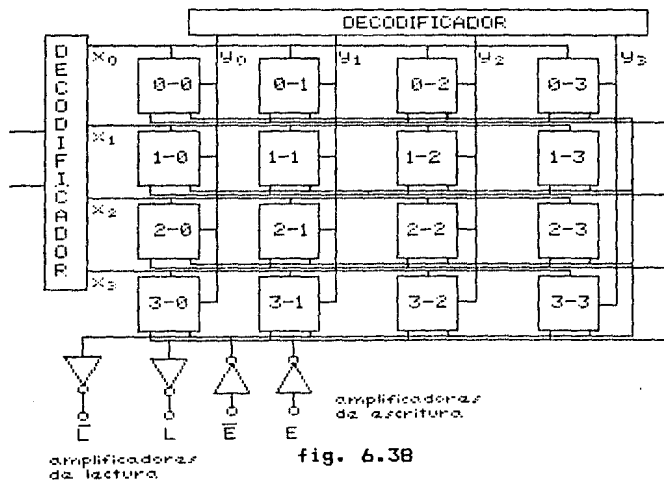 DECODIFICADOR
DECODIFICADOR
x0 y0 y1 y2 y3
0-0 0-1 0-2 0-3
x1
1-0 1-1 1-2 1-3
x2
2-0 2-1 2-2 2-3
x3
3-0 3-1 3-2 3-3
L̅ L E̅ E
amplificadores
de escritura
amplificadores
de lectura
fig. 6.38